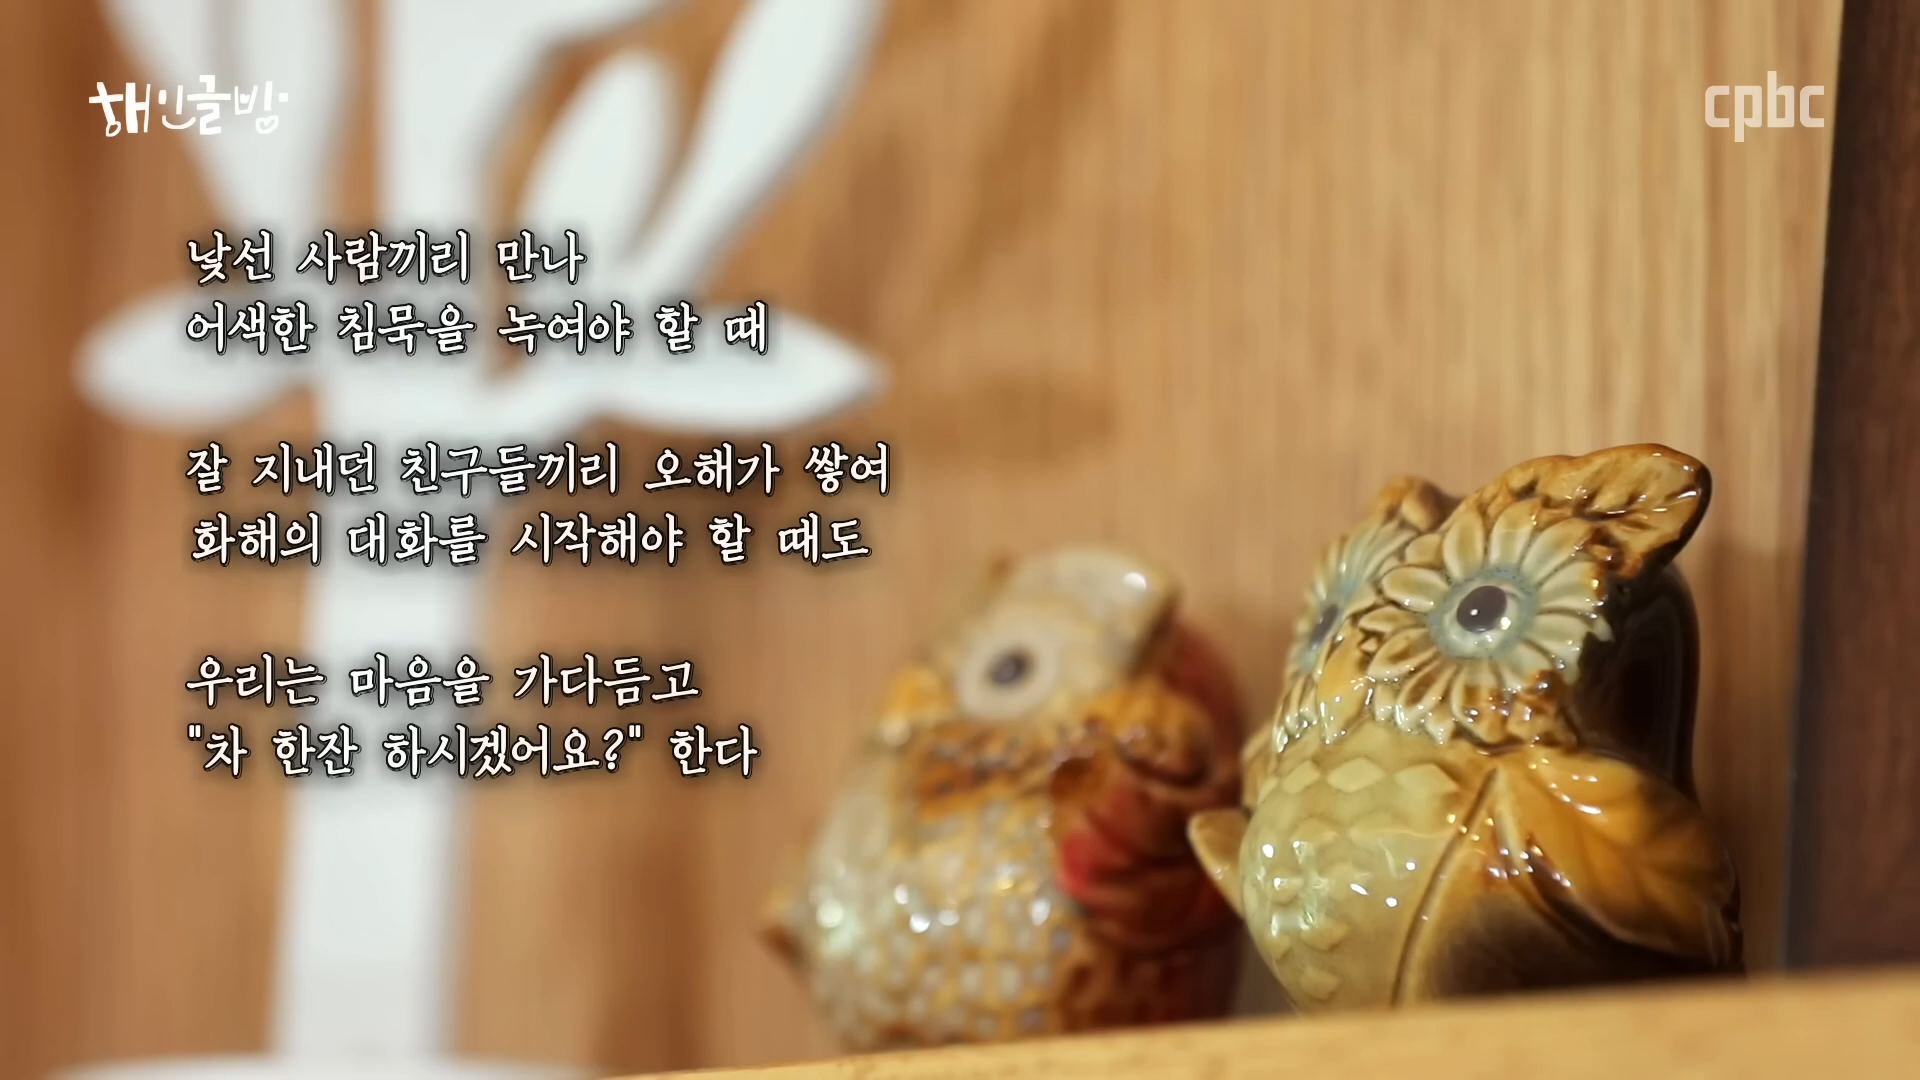 해인글방
cpbc
낯선 사람끼리 만나
어색한 침묵을 녹여야 할 때
잘 지내던 친구들끼리 오해가 쌓여
화해의 대화를 시작해야 할 때도
우리는 마음을 가다듬고
"차 한잔 하시겠어요?" 한다